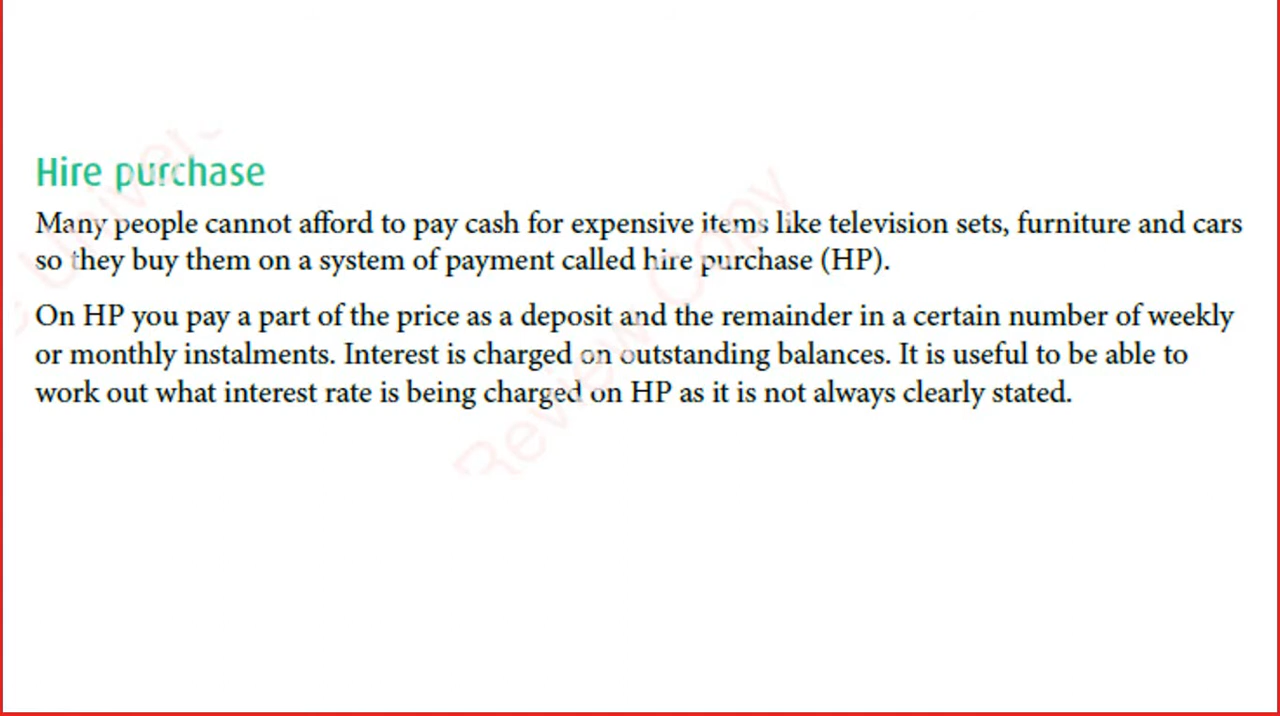 Hire purchase
Many people cannot afford to pay cash for expensive items like television sets, furniture and cars
so they buy them on a system of payment called hire purchase (HP).
On HP you pay a part of the price as a deposit and the remainder in a certain number of weekly
or monthly instalments. Interest is charged on outstanding balances. It is useful to be able to
work out what interest rate is being charged on HP as it is not always clearly stated.
Review Copy